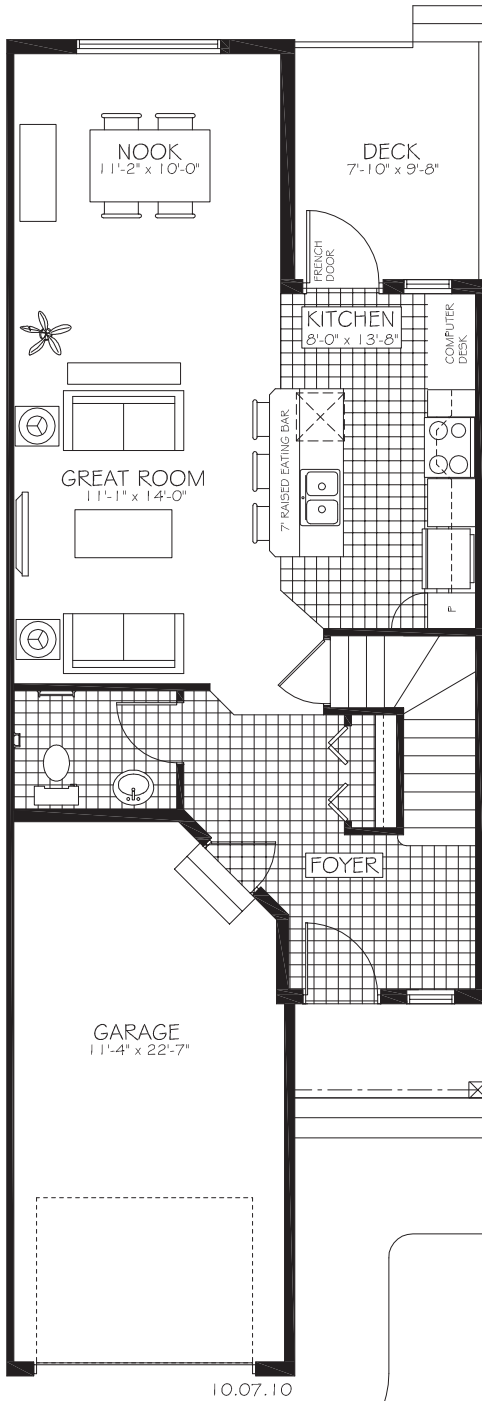 NOOK
11'-2" x 10'-0"
DECK
7'-10" x 9'-8"
FRENCH
DOOR
KITCHEN
8'-0" x 13'-8"
COMPUTER
DESK
7' RAISED EATING BAR
GREAT ROOM
11'-1" x 14'-0"
P
FOYER
GARAGE
11'-4" x 22'-7"
10.07.10